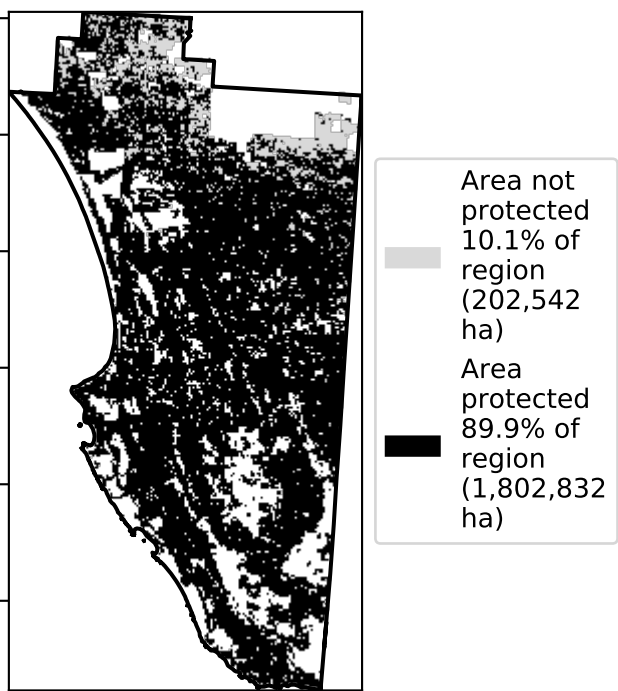 Area not
protected
10.1% of
region
(202,542
ha)
Area
protected
89.9% of
region
(1,802,832
ha)